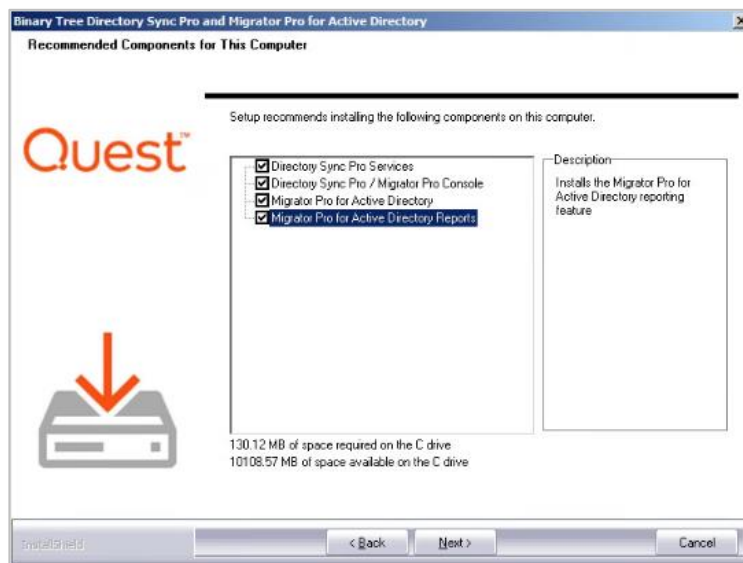 Binary Tree Directory Sync Pro and Migrator Pro for Active Directory
Recommended Components for This Computer
Quest™
Setup recommends installing the following components on this computer.
Directory Sync Pro Services
Directory Sync Pro / Migrator Pro Console
Migrator Pro for Active Directory
Migrator Pro for Active Directory Reports
Description
Installs the Migrator Pro for
Active Directory reporting
feature
130.12 MB of space required on the C drive
10108.57 MB of space available on the C drive
InstallShield
< Back
Next >
Cancel